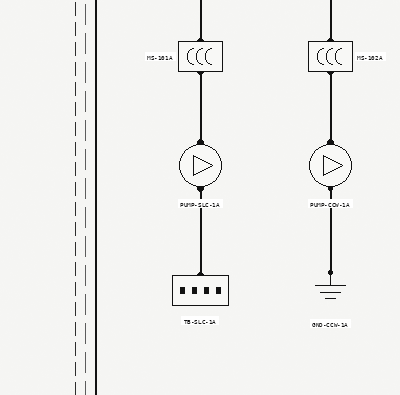 MS-101A
MS-102A
PUMP-SLC-1A
PUMP-CCW-1A
TB-SLC-1A
GND-CCW-1A